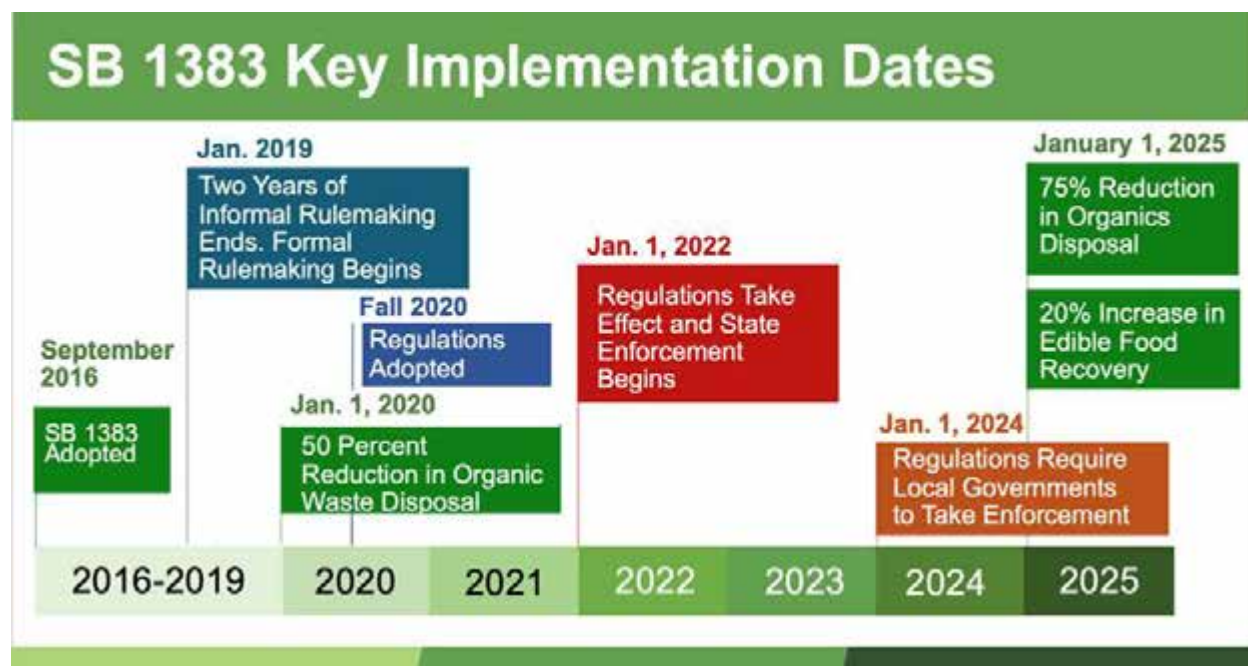 SB 1383 Key Implementation Dates
September
2016
SB 1383
Adopted
Jan. 2019
Two Years of
Informal Rulemaking
Ends. Formal
Rulemaking Begins
Fall 2020
Regulations
Adopted
Jan. 1, 2020
50 Percent
Reduction in Organic
Waste Disposal
Jan. 1, 2022
Regulations Take
Effect and State
Enforcement
Begins
Jan. 1, 2024
Regulations Require
Local Governments
to Take Enforcement
January 1, 2025
75% Reduction
in Organics
Disposal
20% Increase in
Edible Food
Recovery
2016-2019 2020 2021 2022 2023 2024 2025